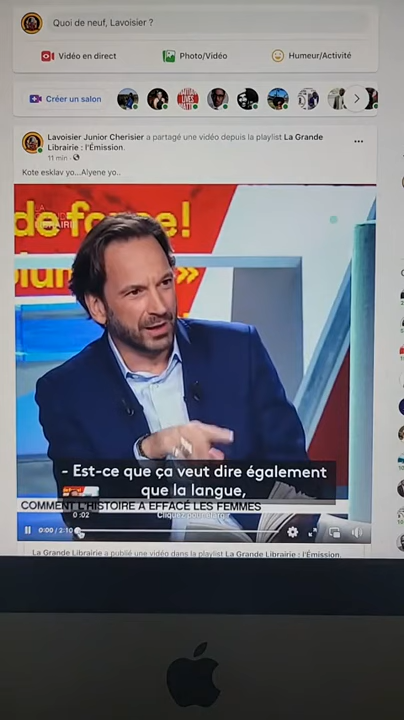 Quoi de neuf, Lavoisier ?
Vidéo en direct
Photo/Vidéo
Humeur/Activité
Créer un salon
Lavoisier Junior Cherisier a partagé une vidéo depuis la playlist La Grande
Librairie : l'Émission.
11 min
Kote esklav yo...Alyene yo..
de forme!
- Est-ce que ça veut dire également
que la langue,
COMMENT L'HISTOIRE A EFFACÉ LES FEMMES
0:02
0:00 / 2:10
La Grande Librairie a publié une vidéo dans la playlist La Grande Librairie : l'Émission.